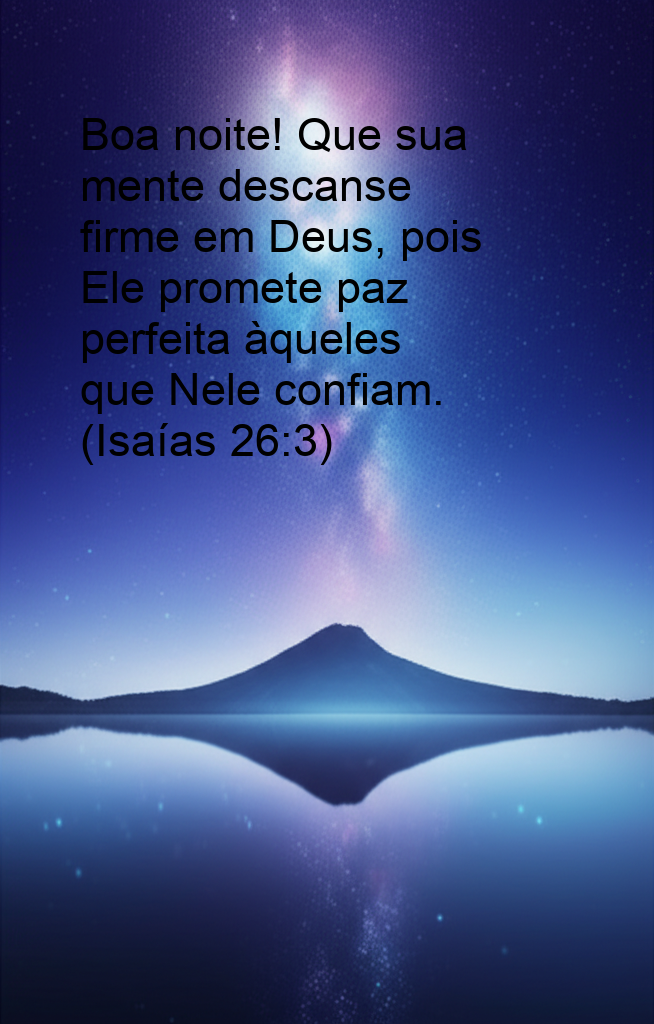 Boa noite! Que sua
mente descanse
firme em Deus, pois
Ele promete paz
perfeita àqueles
que Nele confiam.
(Isaías 26:3)